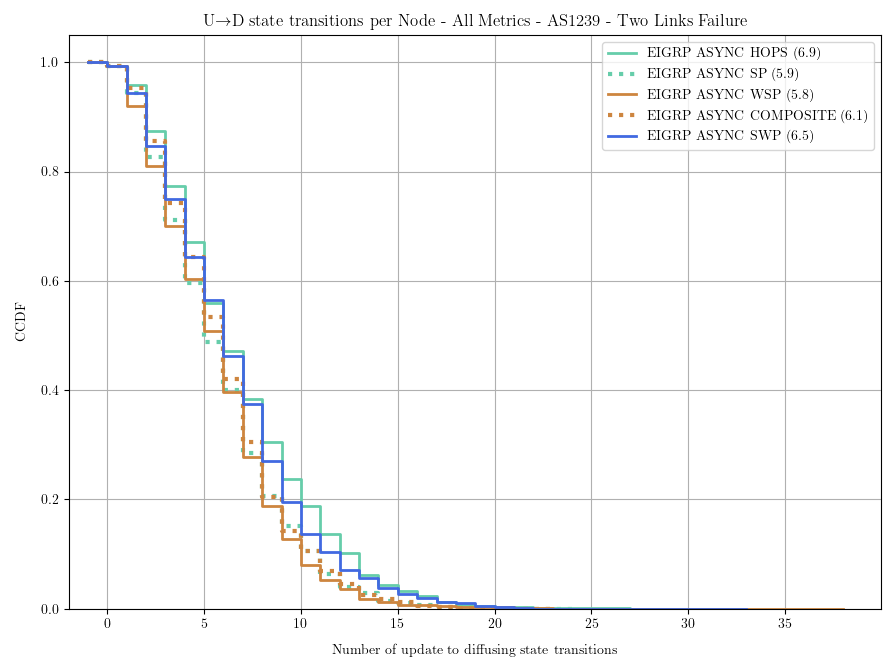 U→D state transitions per Node - All Metrics - AS1239 - Two Links Failure
EIGRP ASYNC HOPS (6.9)
EIGRP ASYNC SP (5.9)
EIGRP ASYNC WSP (5.8)
EIGRP ASYNC COMPOSITE (6.1)
EIGRP ASYNC SWP (6.5)
CCDF
1.0
0.8
0.6
0.4
0.2
0.0
0 5 10 15 20 25 30 35
Number of update to diffusing state transitions